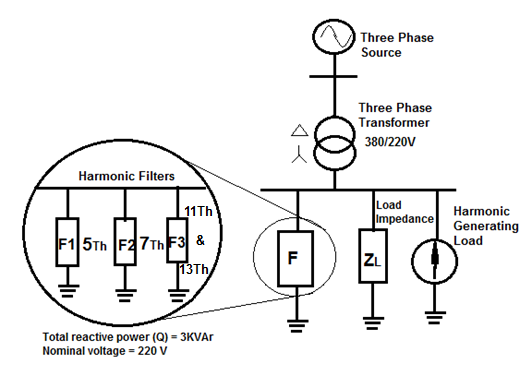 Three Phase
Source
Three Phase
Transformer
380/220V
Harmonic Filters
11Th
F1
5Th
F2
7Th
F3
&
13Th
Load
Impedance
Harmonic
Generating
Load
F
ZL
Total reactive power (Q) = 3KVAr
Nominal voltage = 220 V